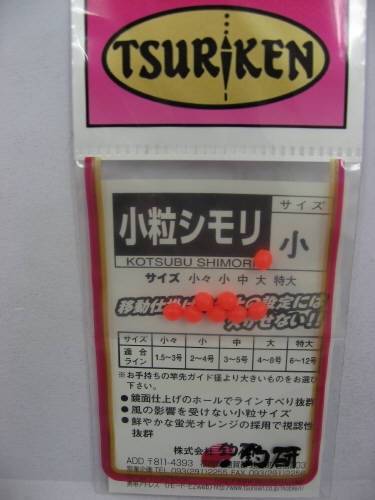 TSURiKEN
小粒シモリ
KOTSUBU SHIMORI
サイズ
小
サイズ 小々 小 中 大 特大
サイズ 小々 小 中 大 特大
適合ライン 1.5~3号 2~4号 3~5号 4~8号 6~12号
※お手持ちの竿先ガイド径より大きいものをお選び下さい。
●鏡面仕上げのホールでラインすべり抜群
●風の影響を受けない小粒サイズ
●鮮やかな蛍光オレンジの採用で視認性抜群
株式会社 釣研